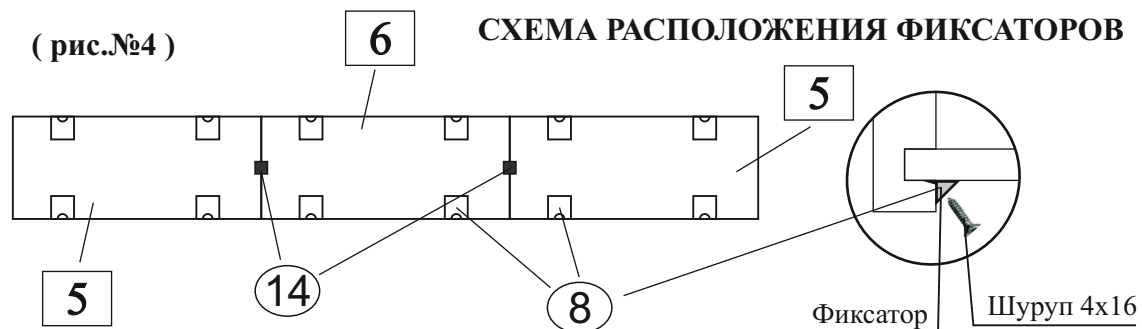 ( рис.№4 )
СХЕМА РАСПОЛОЖЕНИЯ ФИКСАТОРОВ
6
5
5
14
8
Фиксатор
Шуруп 4х16